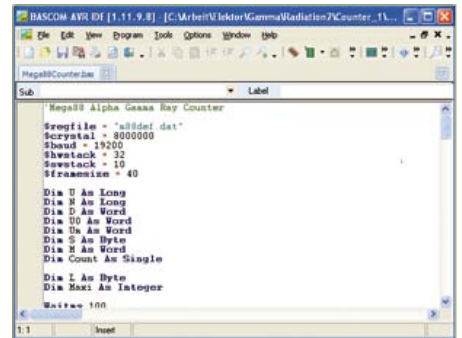 BASCOM-AVR IDE [1.11.9.8] - [C:\Arbeit\Elektor\GammaRadiation2\Counter_1\...
File Edit View Program Tools Options Window Help
Mega88Counter.bas
Sub Label
'Mega88 Alpha Gamma Ray Counter
$regfile = "m88def.dat"
$crystal = 8000000
$baud = 19200
$hwstack = 32
$swstack = 10
$framesize = 40
Dim U As Long
Dim N As Long
Dim D As Word
Dim U0 As Word
Dim Um As Word
Dim S As Byte
Dim M As Word
Dim Count As Single
Dim L As Byte
Dim Maxi As Integer
Waitms 100
1:1 Insert